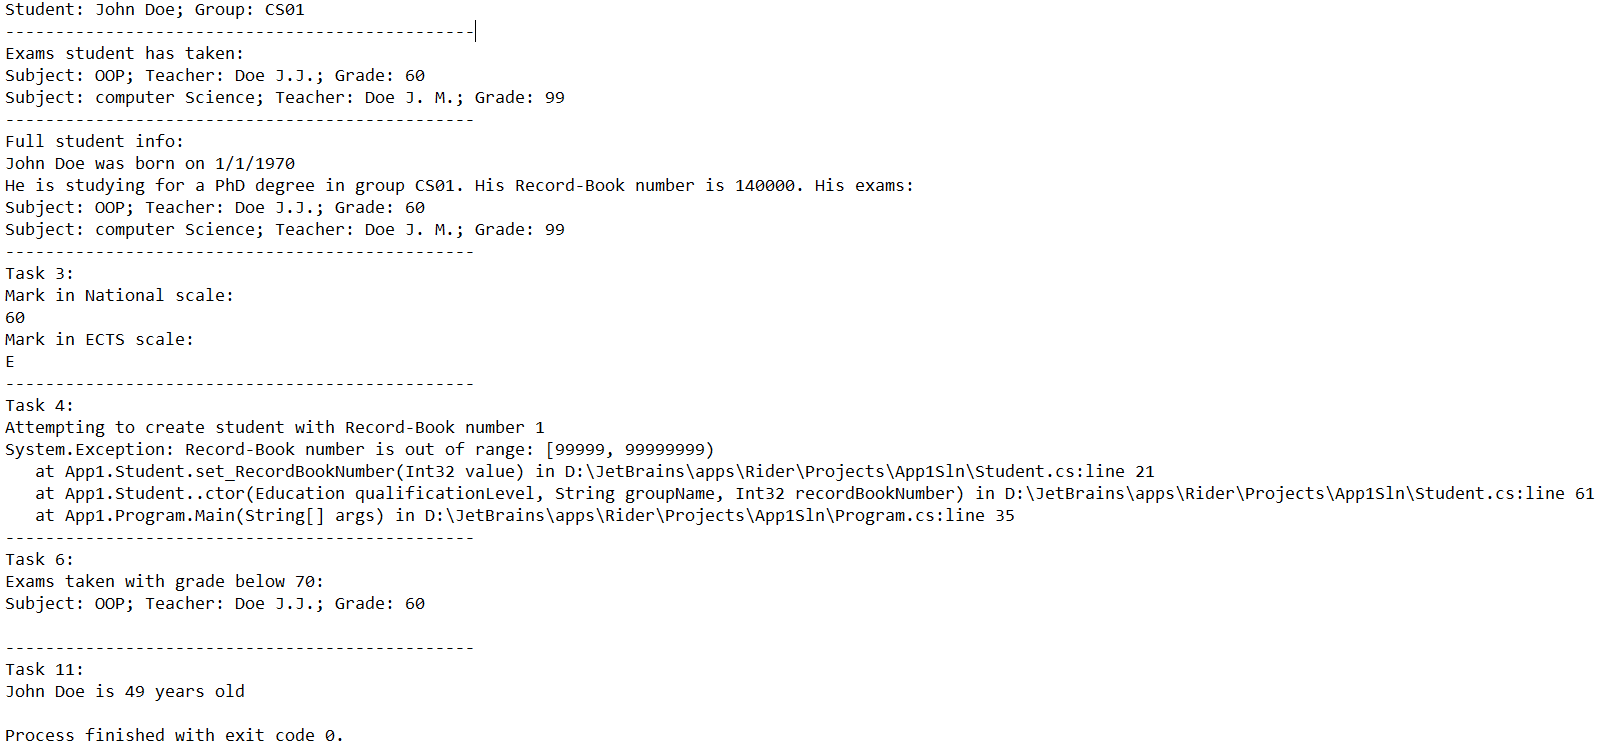 Student: John Doe; Group: CS01
-----------------------------------------------
Exams student has taken:
Subject: OOP; Teacher: Doe J.J.; Grade: 60
Subject: computer Science; Teacher: Doe J. M.; Grade: 99
-----------------------------------------------
Full student info:
John Doe was born on 1/1/1970
He is studying for a PhD degree in group CS01. His Record-Book number is 140000. His exams:
Subject: OOP; Teacher: Doe J.J.; Grade: 60
Subject: computer Science; Teacher: Doe J. M.; Grade: 99
-----------------------------------------------
Task 3:
Mark in National scale:
60
Mark in ECTS scale:
E
-----------------------------------------------
Task 4:
Attempting to create student with Record-Book number 1
System.Exception: Record-Book number is out of range: [99999, 99999999)
   at App1.Student.set_RecordBookNumber(Int32 value) in D:\JetBrains\apps\Rider\Projects\App1Sln\Student.cs:line 21
   at App1.Student..ctor(Education qualificationLevel, String groupName, Int32 recordBookNumber) in D:\JetBrains\apps\Rider\Projects\App1Sln\Student.cs:line 61
   at App1.Program.Main(String[] args) in D:\JetBrains\apps\Rider\Projects\App1Sln\Program.cs:line 35
-----------------------------------------------
Task 6:
Exams taken with grade below 70:
Subject: OOP; Teacher: Doe J.J.; Grade: 60

-----------------------------------------------
Task 11:
John Doe is 49 years old

Process finished with exit code 0.